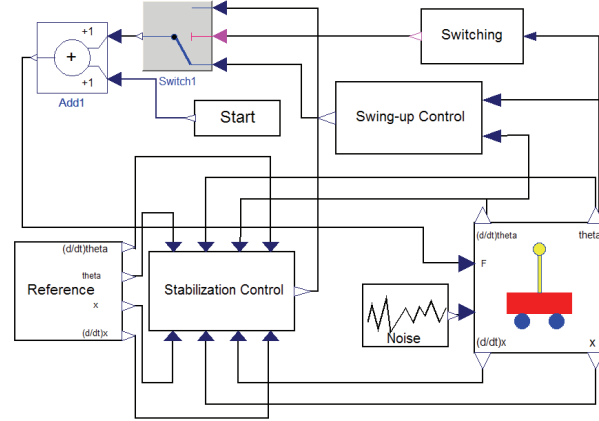 +1
+
+1
Add1
Switch1
Start
Switching
Swing-up Control
Reference
(d/dt)theta
theta
x
(d/dt)x
Stabilization Control
Noise
(d/dt)theta
theta
F
(d/dt)x
x